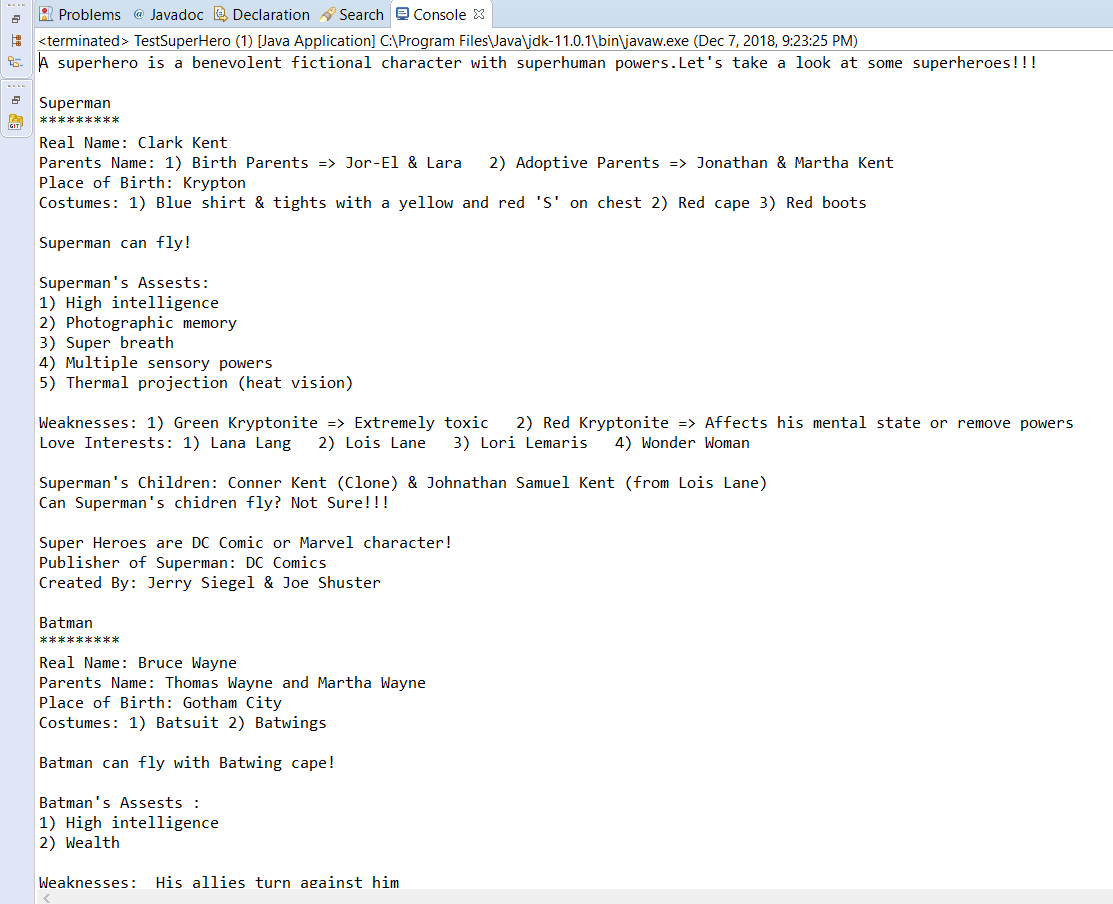 Problems @ Javadoc Declaration Search Console
<terminated> TestSuperHero (1) [Java Application] C:\Program Files\Java\jdk-11.0.1\bin\javaw.exe (Dec 7, 2018, 9:23:25 PM)
A superhero is a benevolent fictional character with superhuman powers.Let's take a look at some superheroes!!!
Superman
*********
Real Name: Clark Kent
Parents Name: 1) Birth Parents => Jor-El & Lara   2) Adoptive Parents => Jonathan & Martha Kent
Place of Birth: Krypton
Costumes: 1) Blue shirt & tights with a yellow and red 'S' on chest 2) Red cape 3) Red boots
Superman can fly!
Superman's Assests:
1) High intelligence
2) Photographic memory
3) Super breath
4) Multiple sensory powers
5) Thermal projection (heat vision)
Weaknesses: 1) Green Kryptonite => Extremely toxic   2) Red Kryptonite => Affects his mental state or remove powers
Love Interests: 1) Lana Lang   2) Lois Lane   3) Lori Lemaris   4) Wonder Woman
Superman's Children: Conner Kent (Clone) & Johnathan Samuel Kent (from Lois Lane)
Can Superman's chidren fly? Not Sure!!!
Super Heroes are DC Comic or Marvel character!
Publisher of Superman: DC Comics
Created By: Jerry Siegel & Joe Shuster
Batman
*********
Real Name: Bruce Wayne
Parents Name: Thomas Wayne and Martha Wayne
Place of Birth: Gotham City
Costumes: 1) Batsuit 2) Batwings
Batman can fly with Batwing cape!
Batman's Assests :
1) High intelligence
2) Wealth
Weaknesses:  His allies turn against him